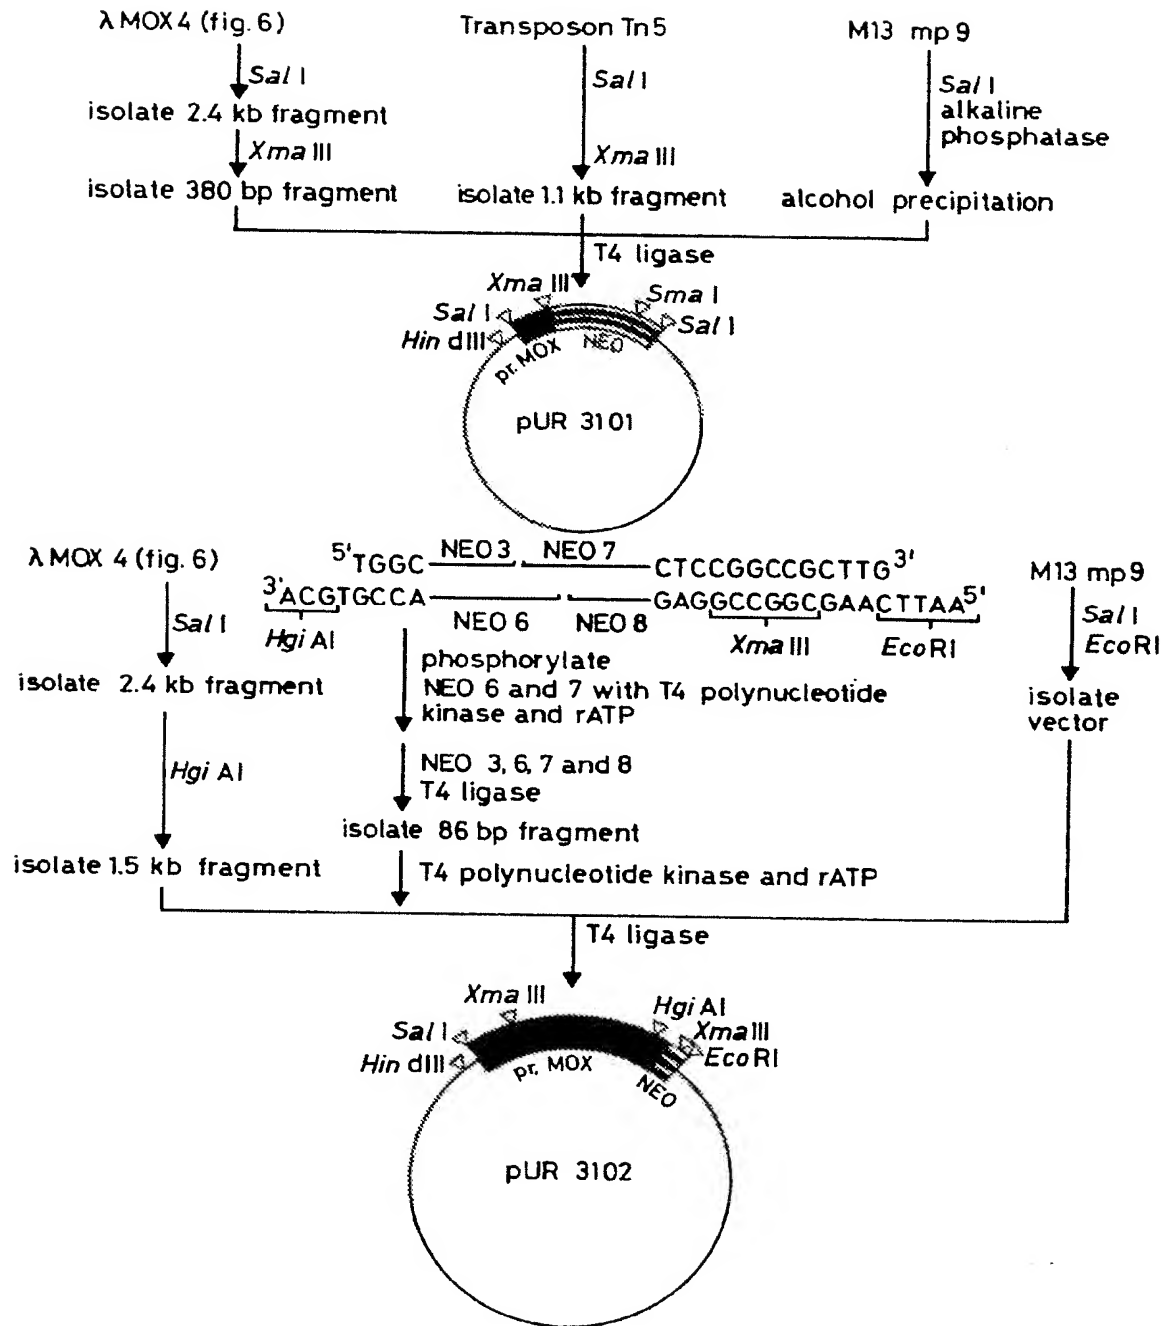 λ MOX 4 (fig. 6)
Sal I
isolate 2.4 kb fragment
Xma III
isolate 380 bp fragment
Transposon Tn5
Sal I
Xma III
isolate 1.1 kb fragment
M13 mp 9
Sal I
alkaline
phosphatase
alcohol precipitation
T4 ligase
Xma III
Sma I
Sal I
Sal I
Hin dIII
pr. MOX
NEO
pUR 3101
λ MOX 4 (fig. 6)
Sal I
isolate 2.4 kb fragment
Hgi AI
isolate 1.5 kb fragment
5' TGGC NEO 3 NEO 7 CTCCGGCCGCTTG 3'
3' ACGTGCCA NEO 6 NEO 8 GAGGCCGGCGAACTTAA 5'
Hgi AI
Xma III
EcoRI
phosphorylate
NEO 6 and 7 with T4 polynucleotide
kinase and rATP
NEO 3, 6, 7 and 8
T4 ligase
isolate 86 bp fragment
T4 polynucleotide kinase and rATP
M13 mp 9
Sal I
EcoRI
isolate
vector
T4 ligase
Xma III
Hgi AI
Sal I
Xma III
Hin dIII
EcoRI
pr. MOX
NEO
pUR 3102